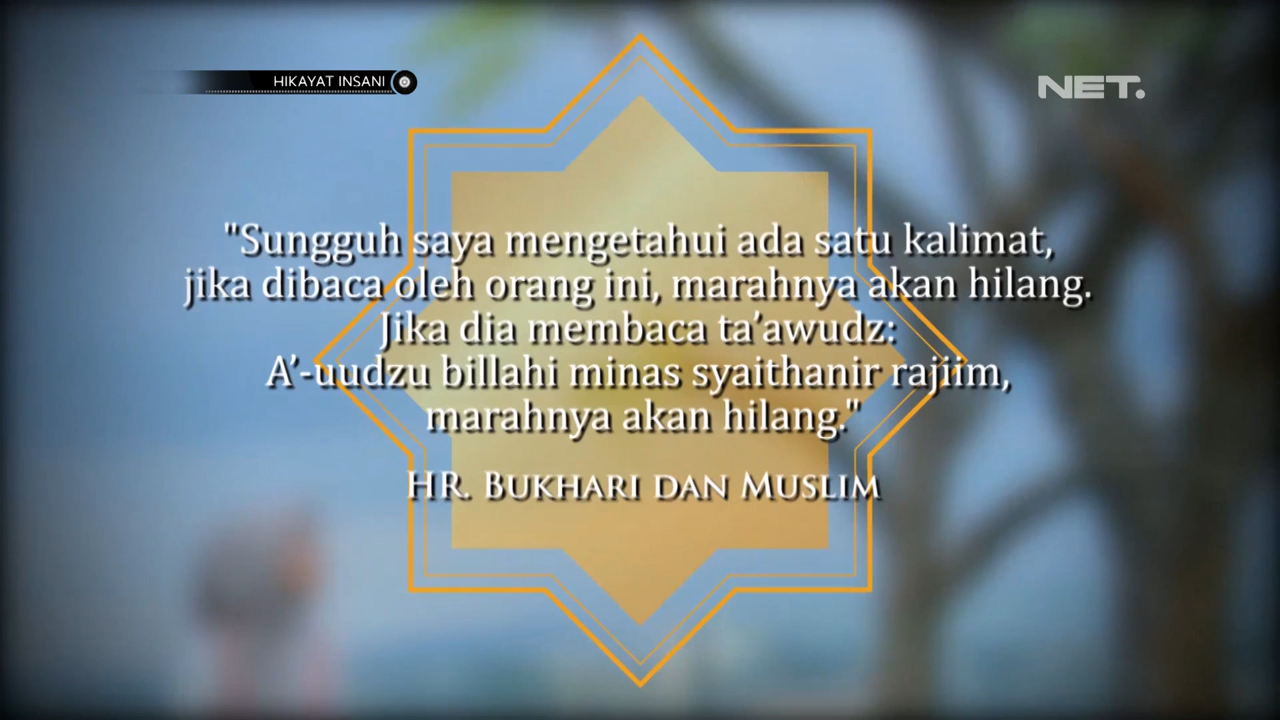 HIKAYAT INSANI
NET.
"Sungguh saya mengetahui ada satu kalimat,
jika dibaca oleh orang ini, marahnya akan hilang.
Jika dia membaca ta’awudz:
A’-uudzu billahi minas syaithanir rajiim,
marahnya akan hilang."
HR. BUKHARI DAN MUSLIM